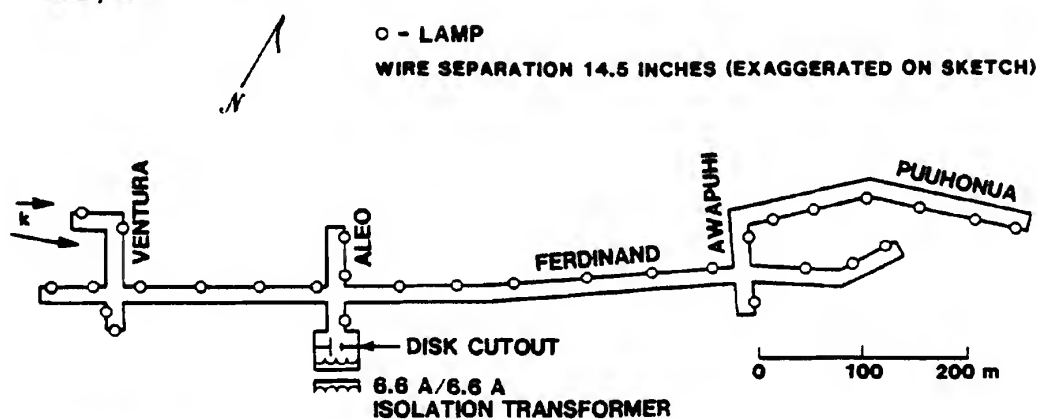 ○ - LAMP
WIRE SEPARATION 14.5 INCHES (EXAGGERATED ON SKETCH)
N
k
VENTURA
ALEO
FERDINAND
AWAPUHI
PUUHONUA
DISK CUTOUT
6.6 A/6.6 A
ISOLATION TRANSFORMER
0 100 200 m